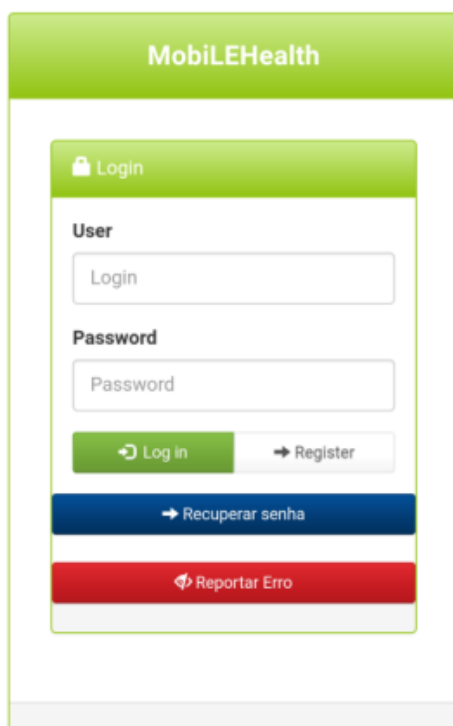 MobiLEHealth
Login
User
Login
Password
Password
Log in
Register
Recuperar senha
Reportar Erro